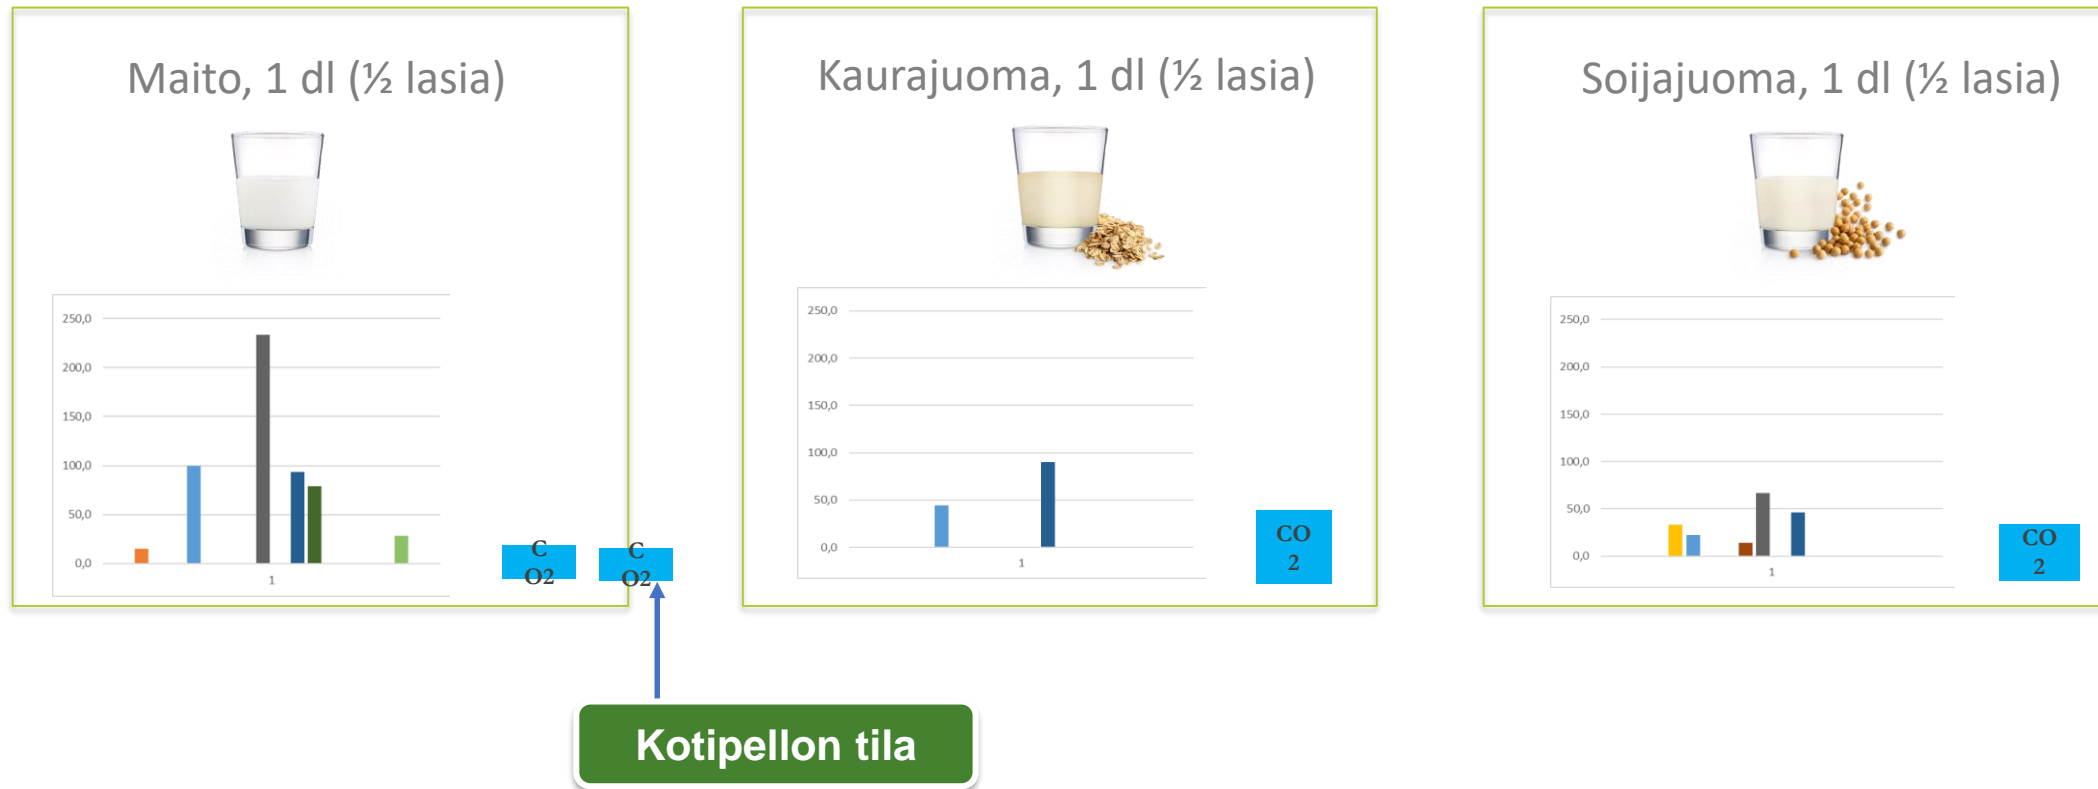 Maito, 1 dl (½ lasia)
250,0
200,0
150,0
100,0
50,0
0,0
1
C
O2
C
O2
Kaurajuoma, 1 dl (½ lasia)
250,0
200,0
150,0
100,0
50,0
0,0
1
CO
2
Soijajuoma, 1 dl (½ lasia)
250,0
200,0
150,0
100,0
50,0
0,0
1
CO
2
Kotipellon tila